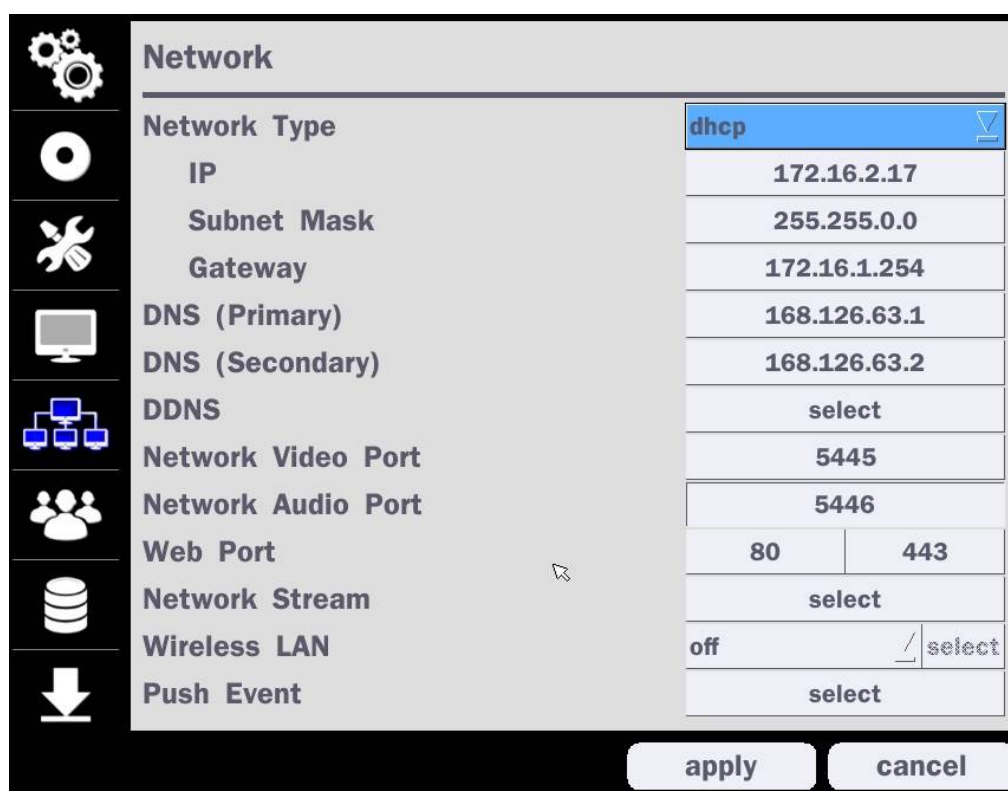 Network
Network Type dhcp
IP 172.16.2.17
Subnet Mask 255.255.0.0
Gateway 172.16.1.254
DNS (Primary) 168.126.63.1
DNS (Secondary) 168.126.63.2
DDNS select
Network Video Port 5445
Network Audio Port 5446
Web Port 80 443
Network Stream select
Wireless LAN off select
Push Event select
apply cancel